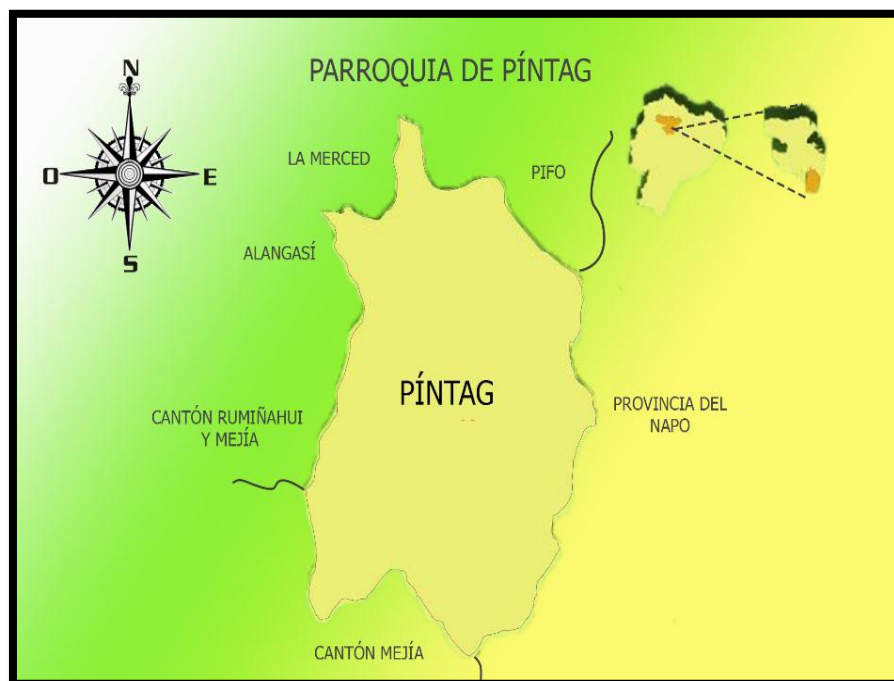 PARROQUIA DE PÍNTAG
N
O
E
S
LA MERCED
PIFO
ALANGASÍ
PÍNTAG
CANTÓN RUMIÑAHUI
Y MEJÍA
PROVINCIA DEL
NAPO
CANTÓN MEJÍA